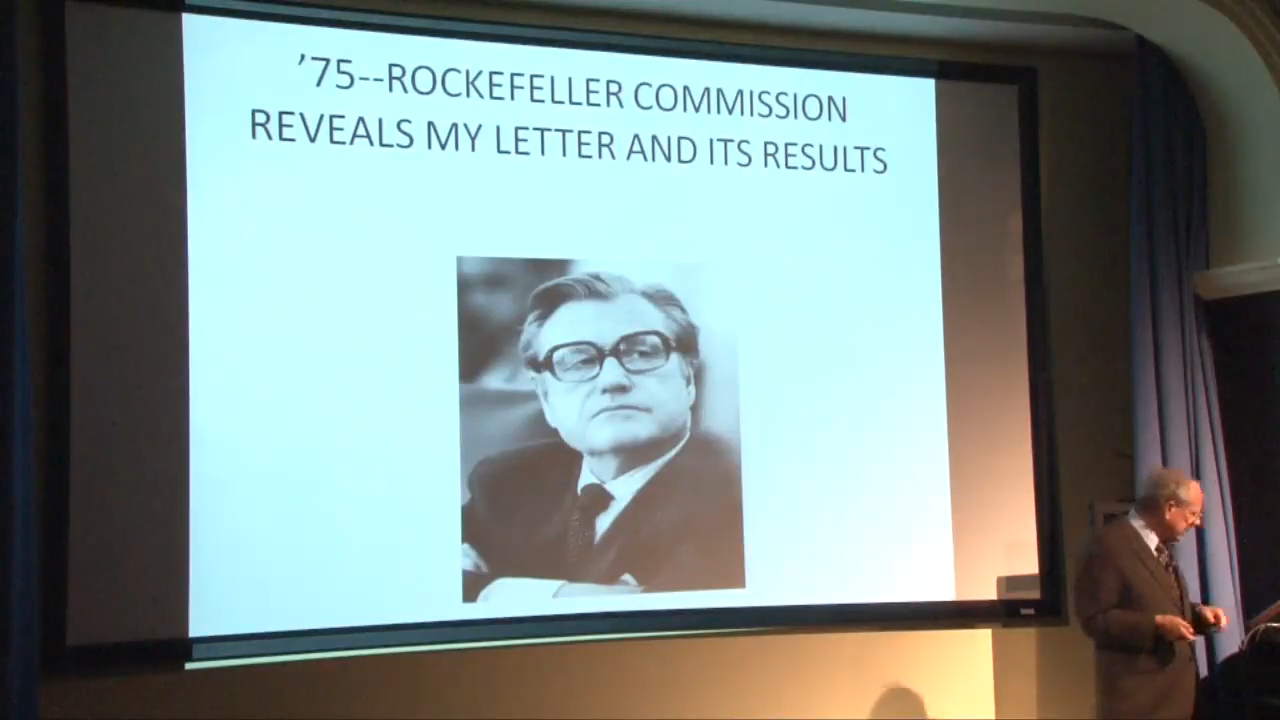 ’75--ROCKEFELLER COMMISSION
REVEALS MY LETTER AND ITS RESULTS